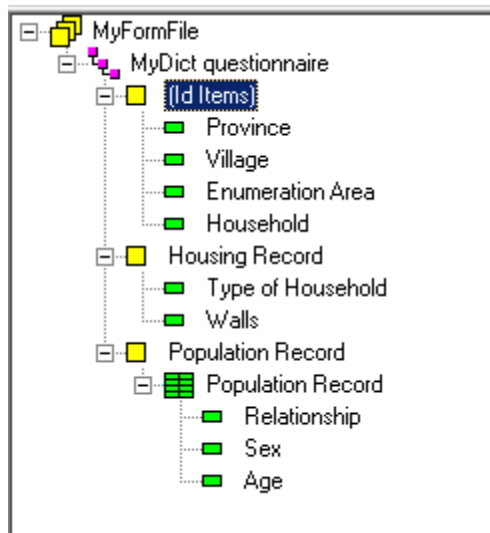 MyFormFile
MyDict questionnaire
(Id Items)
Province
Village
Enumeration Area
Household
Housing Record
Type of Household
Walls
Population Record
Population Record
Relationship
Sex
Age